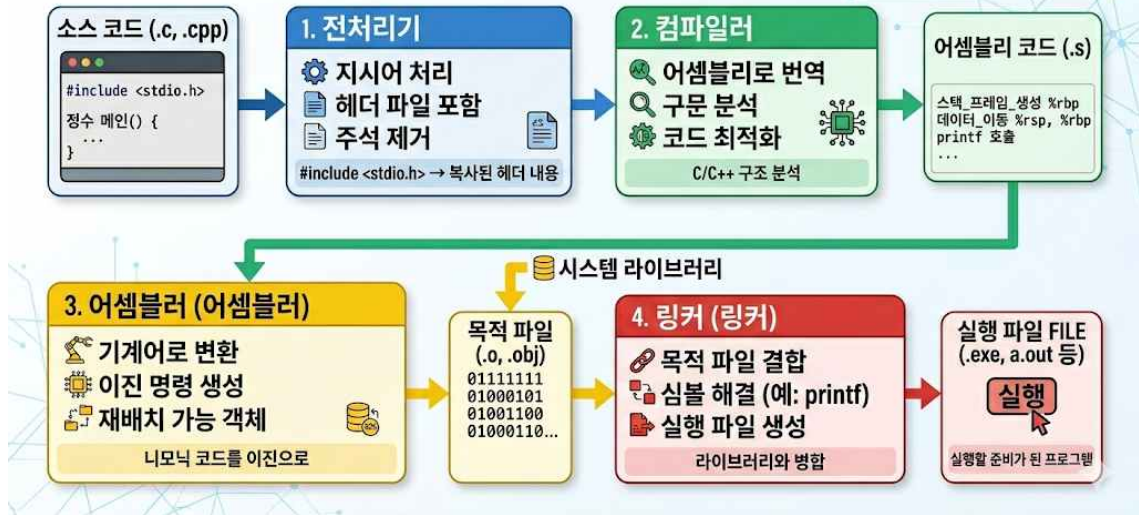 소스 코드 (.c, .cpp)
#include <stdio.h>
정수 메인() {
...
}
1. 전처리기
지시어 처리
헤더 파일 포함
주석 제거
#include <stdio.h> → 복사된 헤더 내용
2. 컴파일러
어셈블리로 번역
구문 분석
코드 최적화
C/C++ 구조 분석
어셈블리 코드 (.s)
스택_프레임_생성 %rbp
데이터_이동 %rsp, %rbp
printf 호출
...
시스템 라이브러리
3. 어셈블러 (어셈블러)
기계어로 변환
이진 명령 생성
재배치 가능 객체
니모닉 코드를 이진으로
목적 파일
(.o, .obj)
01111111
01000101
01001100
01000110...
4. 링커 (링커)
목적 파일 결합
심볼 해결 (예: printf)
실행 파일 생성
라이브러리와 병합
실행 파일 FILE
(.exe, a.out 등)
실행
실행할 준비가 된 프로그램